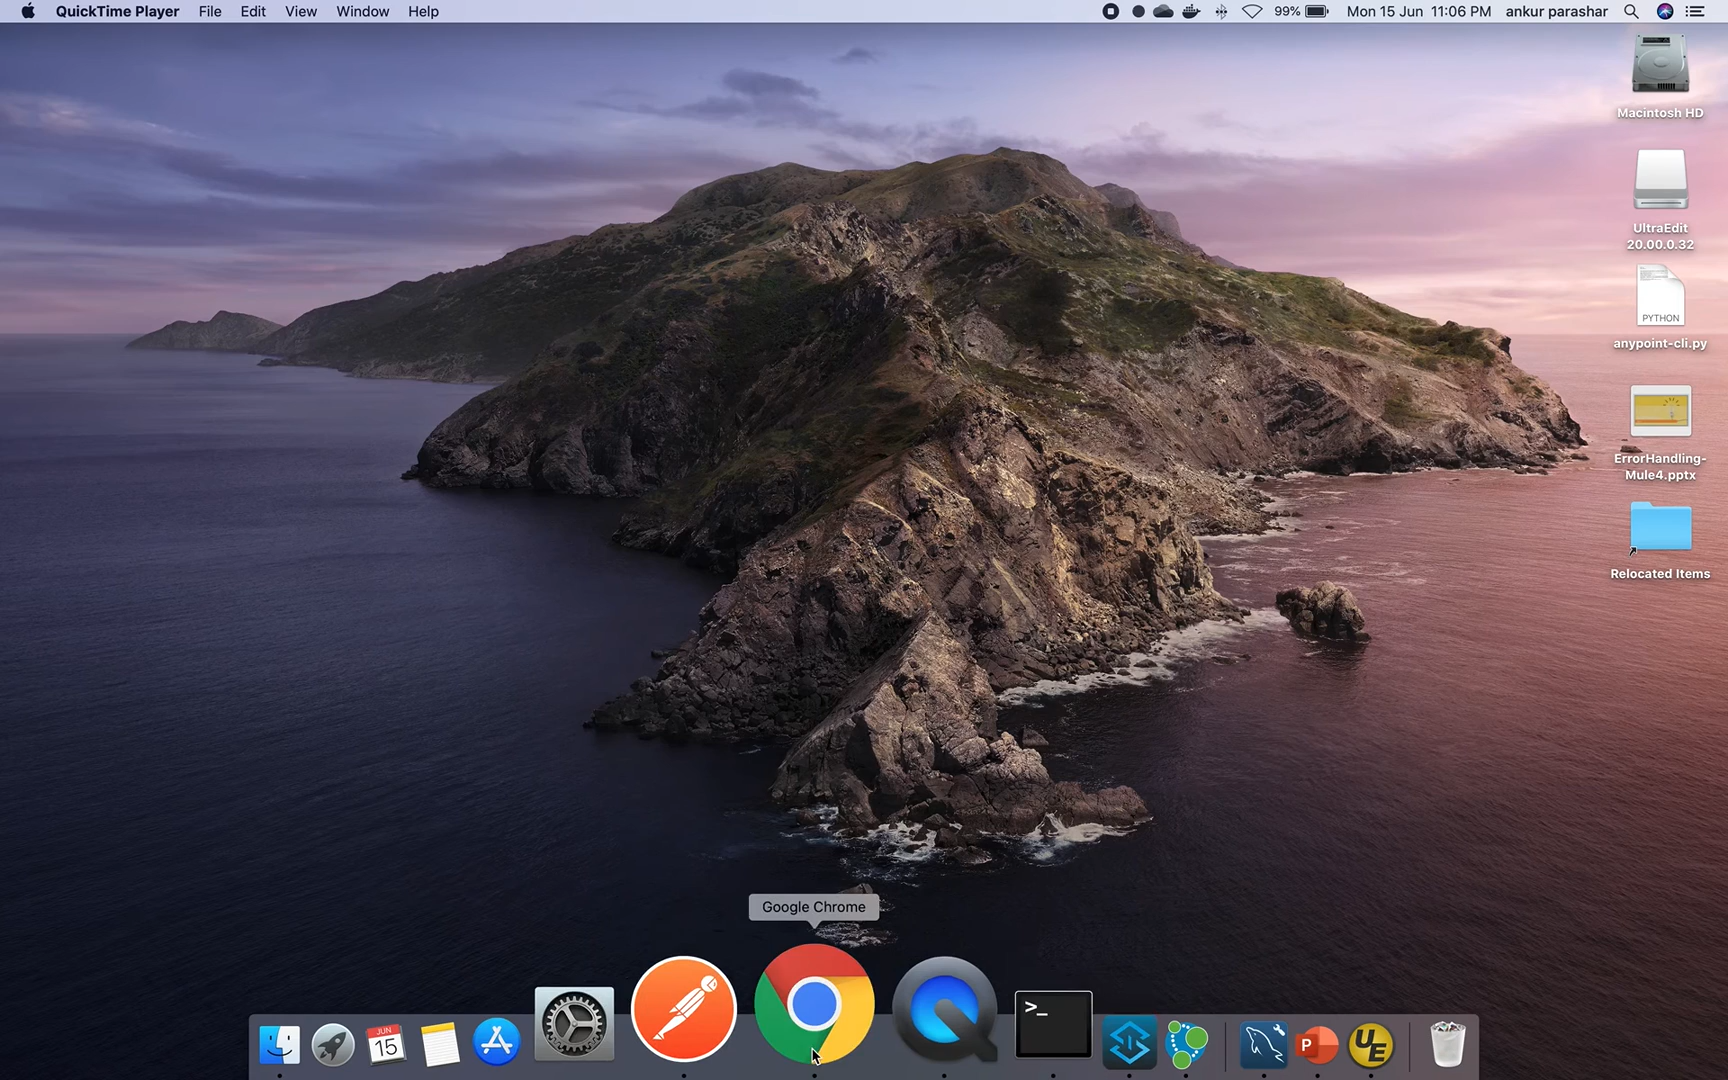 QuickTime Player File Edit View Window Help 99% Mon 15 Jun 11:06 PM ankur parashar
Macintosh HD
UltraEdit
20.00.0.32
PYTHON
anypoint-cli.py
ErrorHandling-
Mule4.pptx
Relocated Items
Google Chrome
JUN
15
>_
P
UE